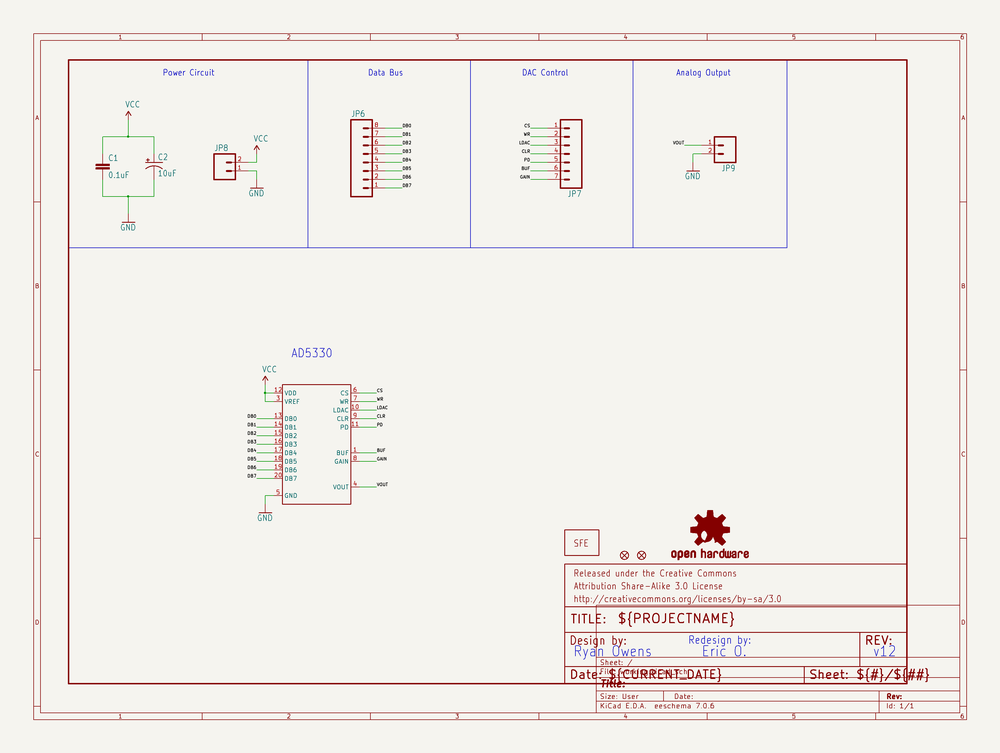 1 2 3 4 5 6
Power Circuit Data Bus DAC Control Analog Output
A A
VCC
C1 0.1uF
C2 10uF
GND
JP8
2
1
VCC
GND
JP6
8 DB0
7 DB1
6 DB2
5 DB3
4 DB4
3 DB5
2 DB6
1 DB7
CS 1
WR 2
LDAC 3
CLR 4
PD 5
BUF 6
GAIN 7
JP7
VOUT 1
2
GND
JP9
B B
AD5330
VCC
12 VDD CS 6 CS
3 VREF WR 7 WR
LDAC 10 LDAC
DB0 13 DB0 CLR 9 CLR
DB1 14 DB1 PD 11 PD
DB2 15 DB2
DB3 16 DB3
DB4 17 DB4 BUF 1 BUF
DB5 18 DB5 GAIN 8 GAIN
DB6 19 DB6
DB7 20 DB7
VOUT 4 VOUT
5 GND
GND
C C
SFE
open hardware
Released under the Creative Commons
Attribution Share-Alike 3.0 License
http://creativecommons.org/licenses/by-sa/3.0
D D
TITLE: ${PROJECTNAME}
Design by: Redesign by: REV:
Ryan Owens Eric O. v12
Sheet: /
File:
Date: ${CURRENT_DATE} Sheet: ${#}/${##}
Title:
Size: User Date: Rev:
KiCad E.D.A. eeschema 7.0.6 Id: 1/1
1 2 3 4 5 6